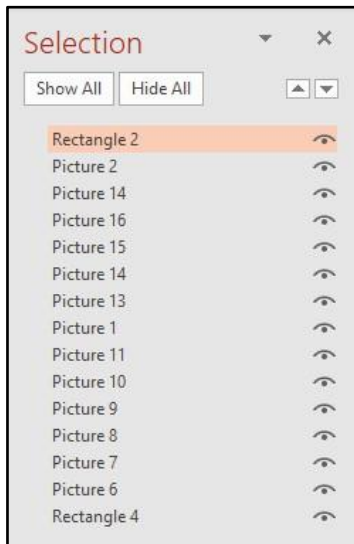 Selection
Show All Hide All
Rectangle 2
Picture 2
Picture 14
Picture 16
Picture 15
Picture 14
Picture 13
Picture 1
Picture 11
Picture 10
Picture 9
Picture 8
Picture 7
Picture 6
Rectangle 4